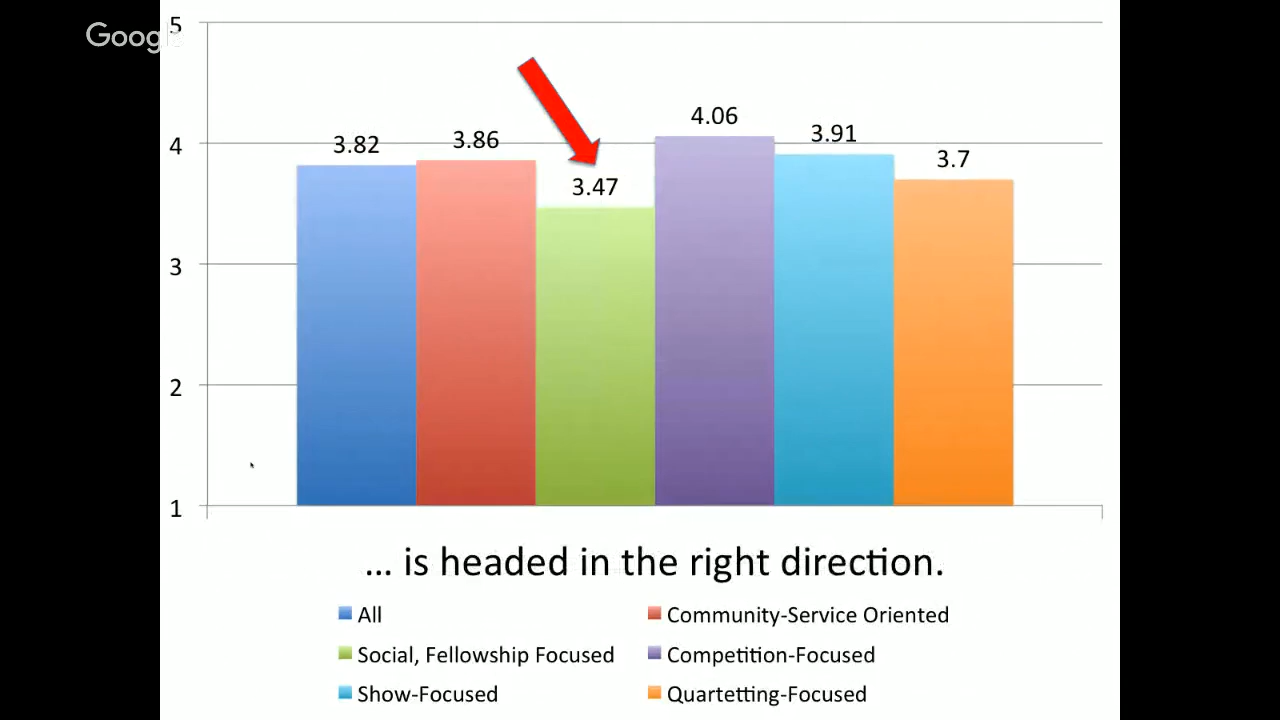 Google
5
4
3
2
1
3.82
3.86
3.47
4.06
3.91
3.7
... is headed in the right direction.
All
Community-Service Oriented
Social, Fellowship Focused
Competition-Focused
Show-Focused
Quartetting-Focused